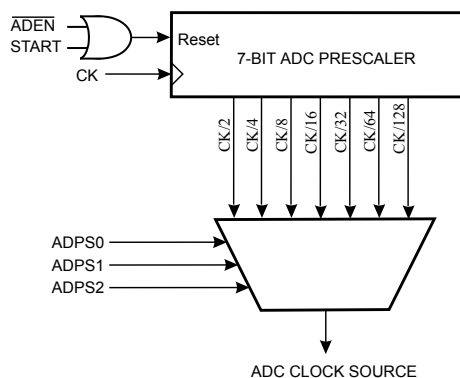 ADEN
START
Reset
7-BIT ADC PRESCALER
CK
CK/2
CK/4
CK/8
CK/16
CK/32
CK/64
CK/128
ADPS0
ADPS1
ADPS2
ADC CLOCK SOURCE